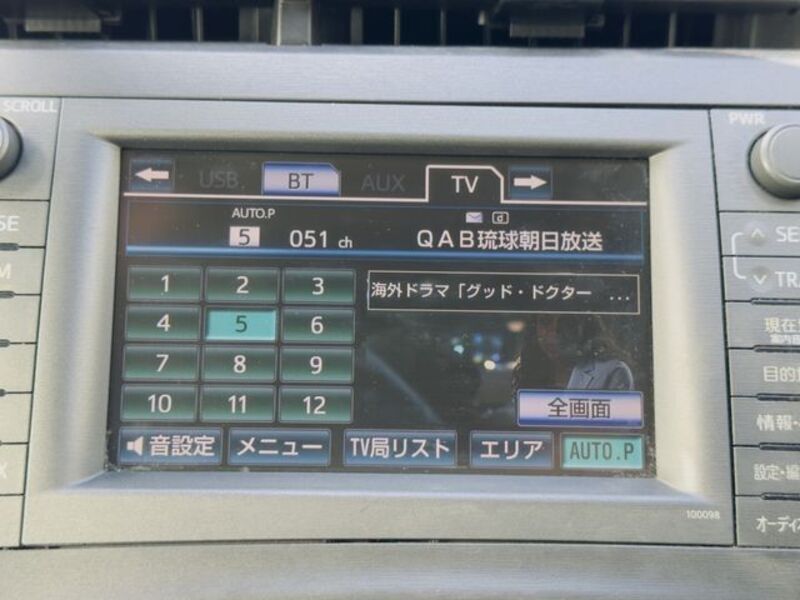 SCROLL
PWR
USB BT AUX TV
AUTO.P
5 051 ch QAB琉球朝日放送
海外ドラマ「グッド・ドクター ...
1 2 3
4 5 6
7 8 9
10 11 12
全画面
音設定 メニュー TV局リスト エリア AUTO.P
100098
SE
TR
現在
目的
情報・
設定・編
オーディ